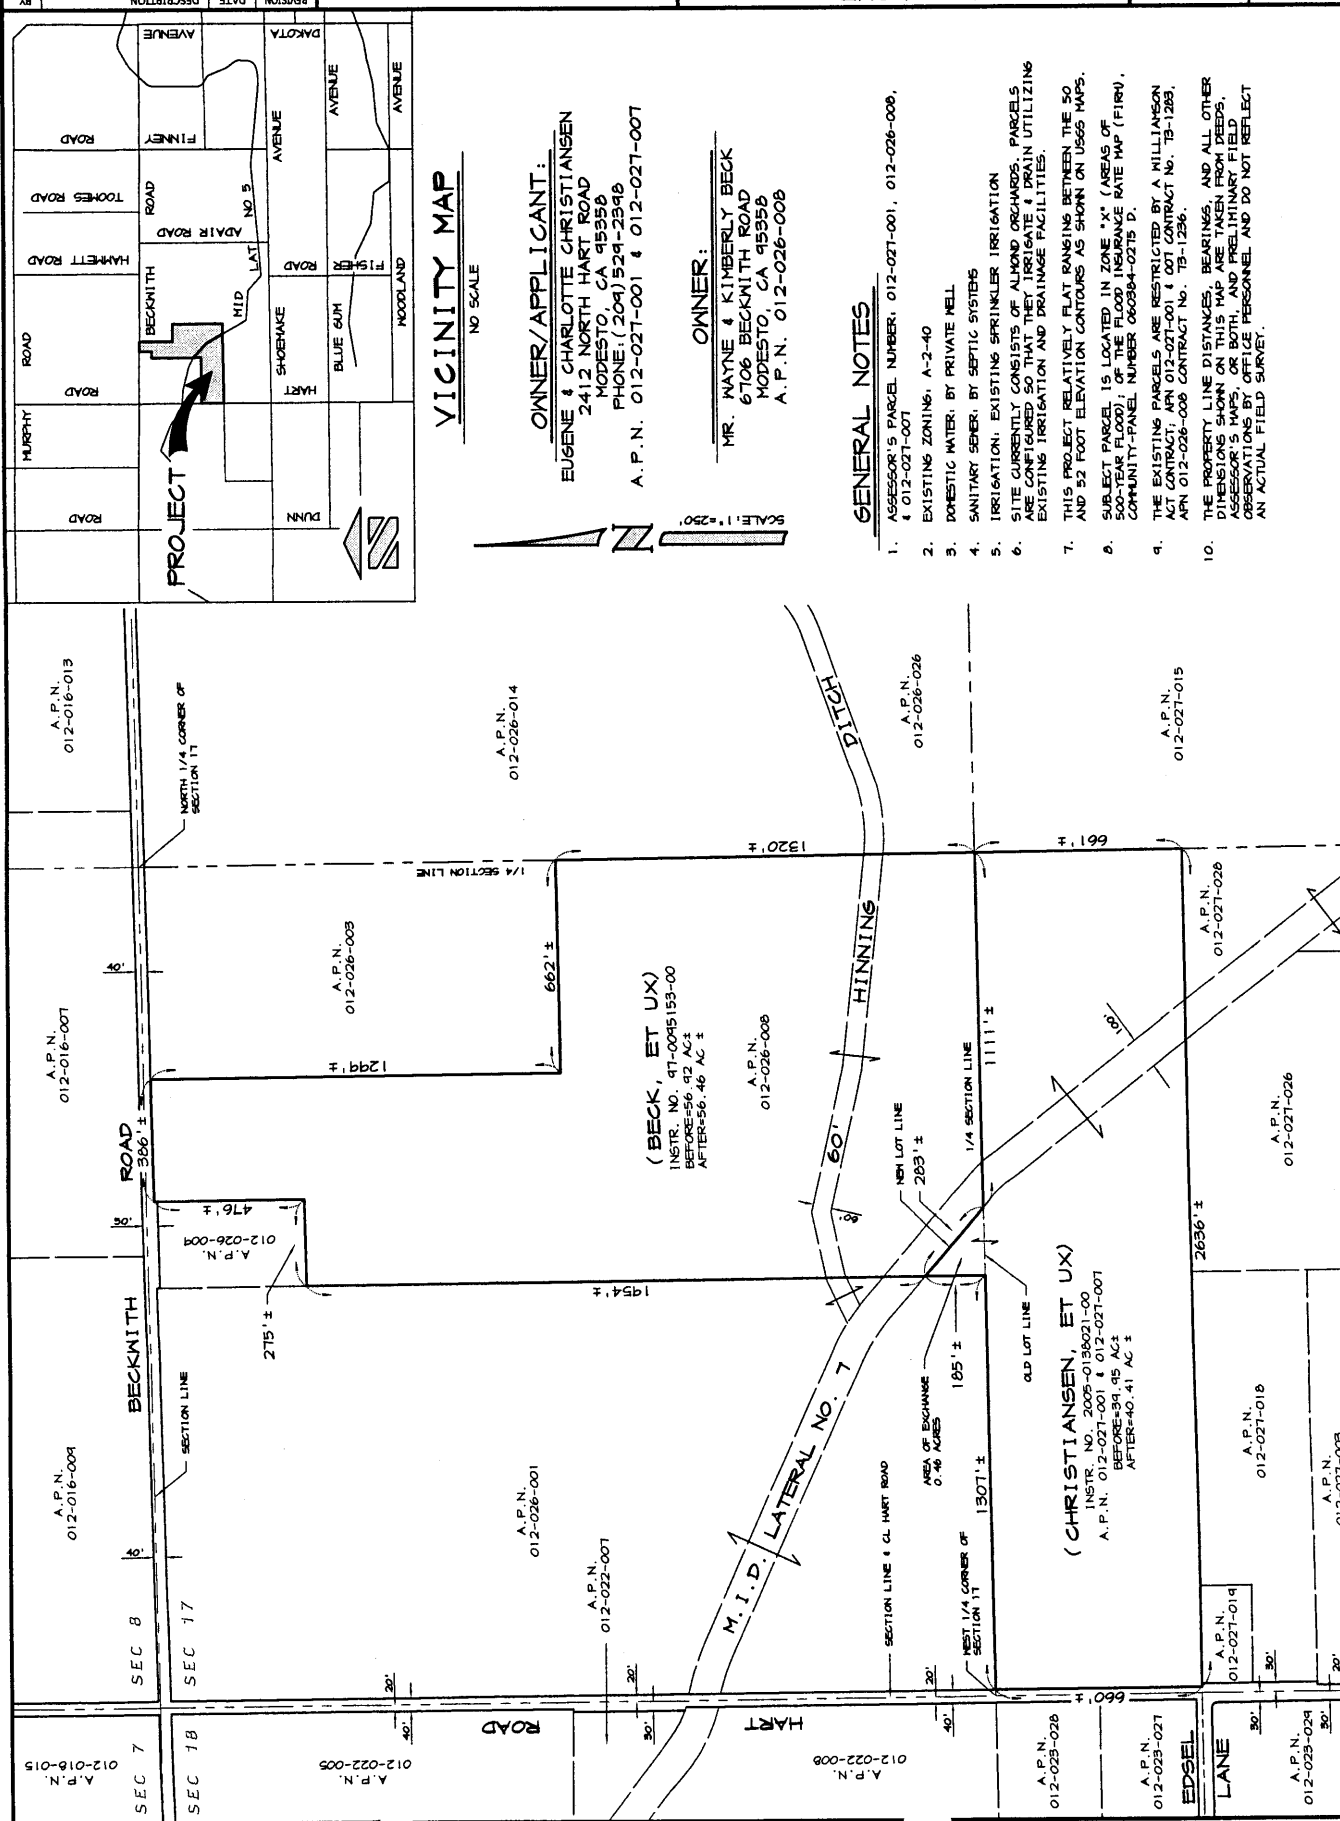 BY
DESCRIPTION
DATE
REVISION
MURPHY
ROAD
ROAD
ROAD
HAMMETT ROAD
TOOMES ROAD
ROAD
BECKWITH
ROAD
ADAIR ROAD
FINNEY
AVENUE
MID
LAT
NO 5
PROJECT
DUNN
HART
SHOEMAKE
ROAD
AVENUE
DAKOTA
FISHER
BLUE GUM
AVENUE
WOODLAND
AVENUE
N
VICINITY MAP
NO SCALE
N
SCALE: 1"=250'
OWNER/APPLICANT:
EUGENE & CHARLOTTE CHRISTIANSEN
2412 NORTH HART ROAD
MODESTO, CA 95358
PHONE:(209)529-2398
A.P.N. 012-027-001 & 012-027-007
OWNER:
MR. WAYNE & KIMBERLY BECK
6706 BECKWITH ROAD
MODESTO, CA 95358
A.P.N. 012-026-008
GENERAL NOTES
1. ASSESSOR'S PARCEL NUMBER: 012-027-001, 012-026-008,
& 012-027-007
2. EXISTING ZONING: A-2-40
3. DOMESTIC WATER: BY PRIVATE WELL
4. SANITARY SEWER: BY SEPTIC SYSTEMS
5. IRRIGATION: EXISTING SPRINKLER IRRIGATION
6. SITE CURRENTLY CONSISTS OF ALMOND ORCHARDS. PARCELS
ARE CONFIGURED SO THAT THEY IRRIGATE & DRAIN UTILIZING
EXISTING IRRIGATION AND DRAINAGE FACILITIES.
7. THIS PROJECT RELATIVELY FLAT RANGING BETWEEN THE 50
AND 52 FOOT ELEVATION CONTOURS AS SHOWN ON USGS MAPS.
8. SUBJECT PARCEL IS LOCATED IN ZONE "X" (AREAS OF
500-YEAR FLOOD); OF THE FLOOD INSURANCE RATE MAP (FIRM),
COMMUNITY-PANEL NUMBER 060384-0275 D.
9. THE EXISTING PARCELS ARE RESTRICTED BY A WILLIAMSON
ACT CONTRACT; APN 012-027-001 & 007 CONTRACT No. 73-1283,
APN 012-026-008 CONTRACT No. 73-1236.
10. THE PROPERTY LINE DISTANCES, BEARINGS, AND ALL OTHER
DIMENSIONS SHOWN ON THIS MAP ARE TAKEN FROM DEEDS,
ASSESSOR'S MAPS, OR BOTH, AND PRELIMINARY FIELD
OBSERVATIONS BY OFFICE PERSONNEL AND DO NOT REFLECT
AN ACTUAL FIELD SURVEY.
A.P.N.
012-018-015
SEC 7
SEC 8
SEC 18
SEC 17
A.P.N.
012-016-009
A.P.N.
012-016-007
A.P.N.
012-016-013
BECKWITH
ROAD
40'
30'
40'
386'±
SECTION LINE
NORTH 1/4 CORNER OF
SECTION 17
1/4 SECTION LINE
A.P.N.
012-026-009
476'±
275'±
1299'±
662'±
A.P.N.
012-026-003
A.P.N.
012-026-014
A.P.N.
012-026-001
A.P.N.
012-022-007
A.P.N.
012-022-005
20'
40'
20'
30'
ROAD
HART
A.P.N.
012-022-008
M.I.D. LATERAL NO. 7
1954'±
(BECK, ET UX)
INSTR. NO. 97-0095153-00
BEFORE=56.92 AC±
AFTER=56.46 AC ±
A.P.N.
012-026-008
1320'±
HINNING
DITCH
60'
60'
A.P.N.
012-026-026
NEW LOT LINE
283'±
1/4 SECTION LINE
1111'±
661'±
A.P.N.
012-027-015
SECTION LINE & CL HART ROAD
AREA OF EXCHANGE
0.46 ACRES
185'±
OLD LOT LINE
1307'±
WEST 1/4 CORNER OF
SECTION 17
20'
40'
660'±
(CHRISTIANSEN, ET UX)
INSTR. NO. 2005-0138021-00
A.P.N. 012-027-001 & 012-027-007
BEFORE=39.95 AC±
AFTER=40.41 AC ±
100'
2636'±
A.P.N.
012-027-028
A.P.N.
012-027-026
A.P.N.
012-027-018
A.P.N.
012-027-019
A.P.N.
A.P.N.
012-023-028
A.P.N.
012-023-027
EDSEL
LANE
30'
30'
A.P.N.
012-023-029
20'
30'